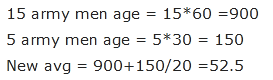 15 army men age = 15*60 =900
5 army men age = 5*30 = 150
New avg = 900+150/20 =52.5